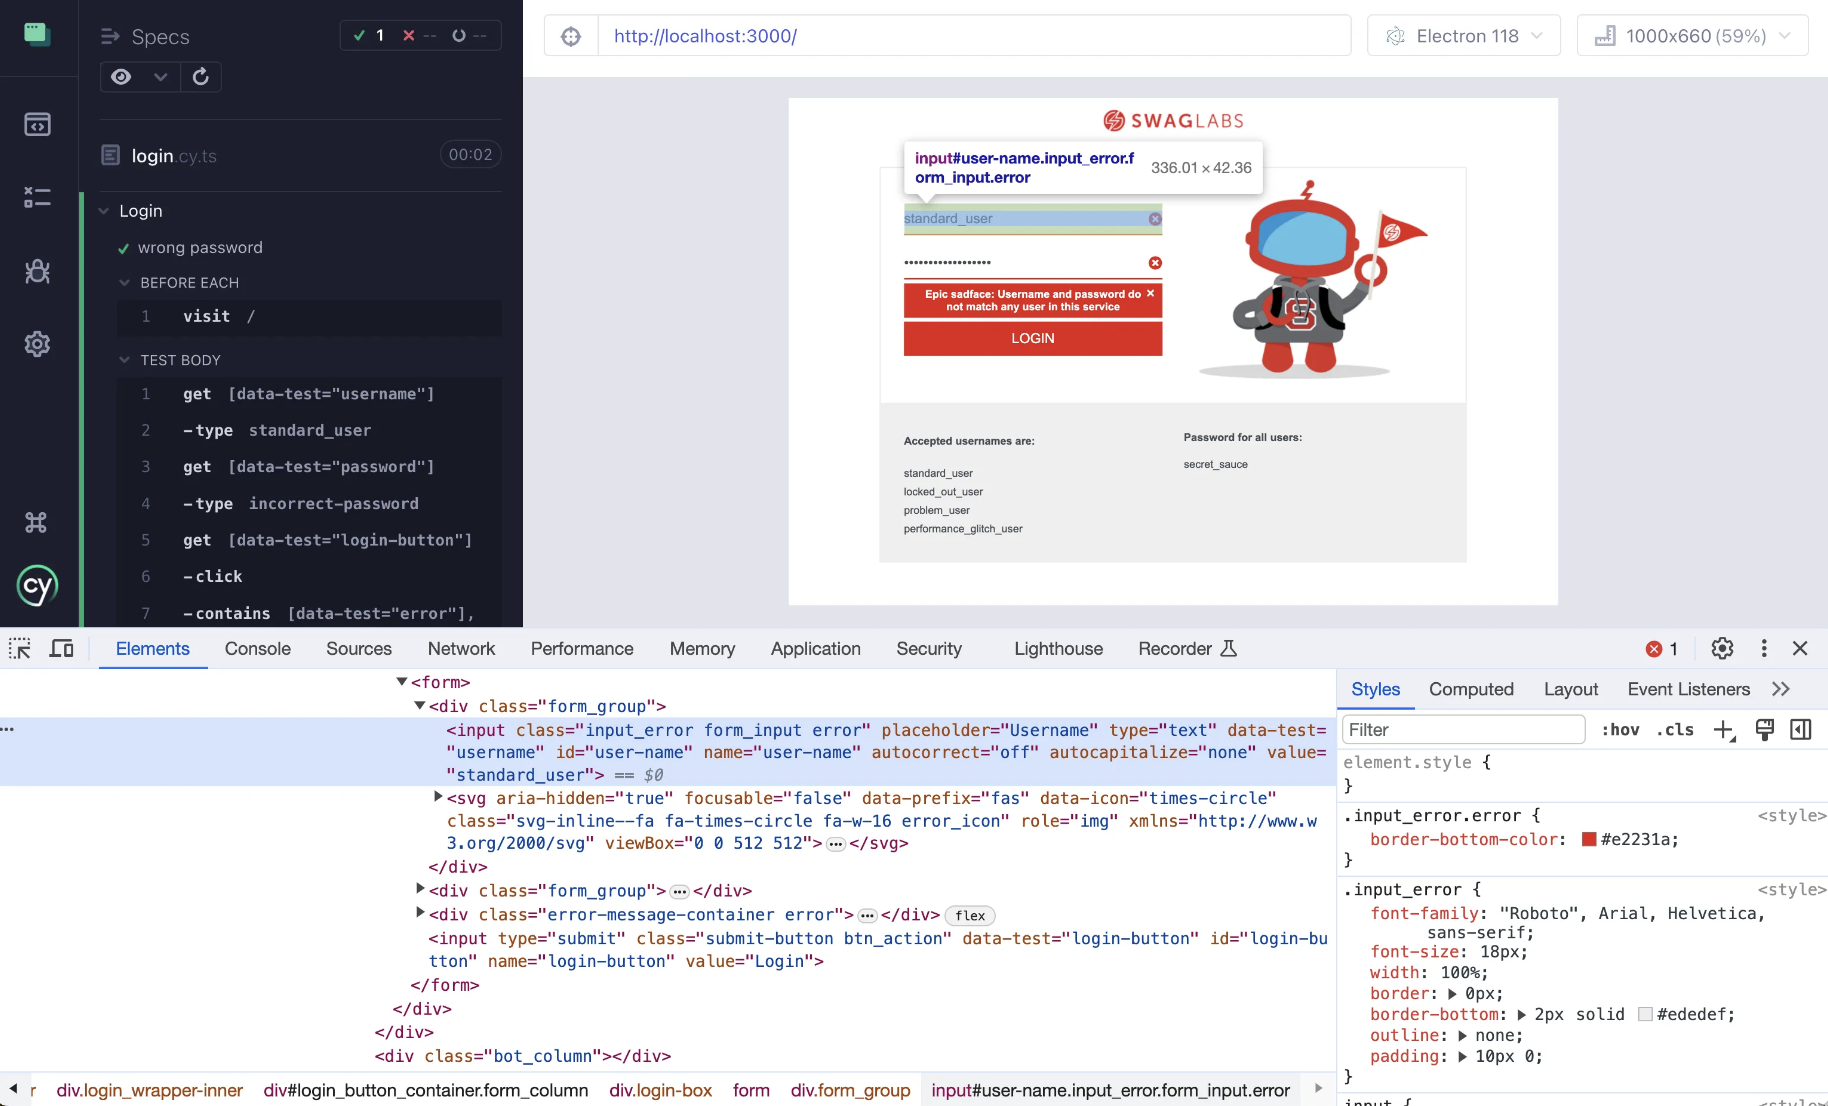 Specs
1
--
--
http://localhost:3000/
Electron 118
1000x660 (59%)
login.cy.ts
00:02
Login
wrong password
BEFORE EACH
1 visit /
TEST BODY
1 get [data-test="username"]
2 -type standard_user
3 get [data-test="password"]
4 -type incorrect-password
5 get [data-test="login-button"]
6 -click
7 -contains [data-test="error"],
cy
SWAGLABS
input#user-name.input_error.f
orm_input.error
336.01 × 42.36
standard_user
••••••••••••••••••
Epic sadface: Username and password do
not match any user in this service
LOGIN
Accepted usernames are:
standard_user
locked_out_user
problem_user
performance_glitch_user
Password for all users:
secret_sauce
Elements
Console
Sources
Network
Performance
Memory
Application
Security
Lighthouse
Recorder
1
<form>
<div class="form_group">
<input class="input_error form_input error" placeholder="Username" type="text" data-test=
"username" id="user-name" name="user-name" autocorrect="off" autocapitalize="none" value=
"standard_user"> == $0
<svg aria-hidden="true" focusable="false" data-prefix="fas" data-icon="times-circle"
class="svg-inline--fa fa-times-circle fa-w-16 error_icon" role="img" xmlns="http://www.w
3.org/2000/svg" viewBox="0 0 512 512"> … </svg>
</div>
<div class="form_group"> … </div>
<div class="error-message-container error"> … </div> flex
<input type="submit" class="submit-button btn_action" data-test="login-button" id="login-bu
tton" name="login-button" value="Login">
</form>
</div>
</div>
<div class="bot_column"></div>
r
div.login_wrapper-inner
div#login_button_container.form_column
div.login-box
form
div.form_group
input#user-name.input_error.form_input.error
Styles
Computed
Layout
Event Listeners
Filter
:hov
.cls
element.style {
}
.input_error.error {
<style>
border-bottom-color: #e2231a;
}
.input_error {
<style>
font-family: "Roboto", Arial, Helvetica,
sans-serif;
font-size: 18px;
width: 100%;
border: 0px;
border-bottom: 2px solid #ededef;
outline: none;
padding: 10px 0;
}
input {
<style>